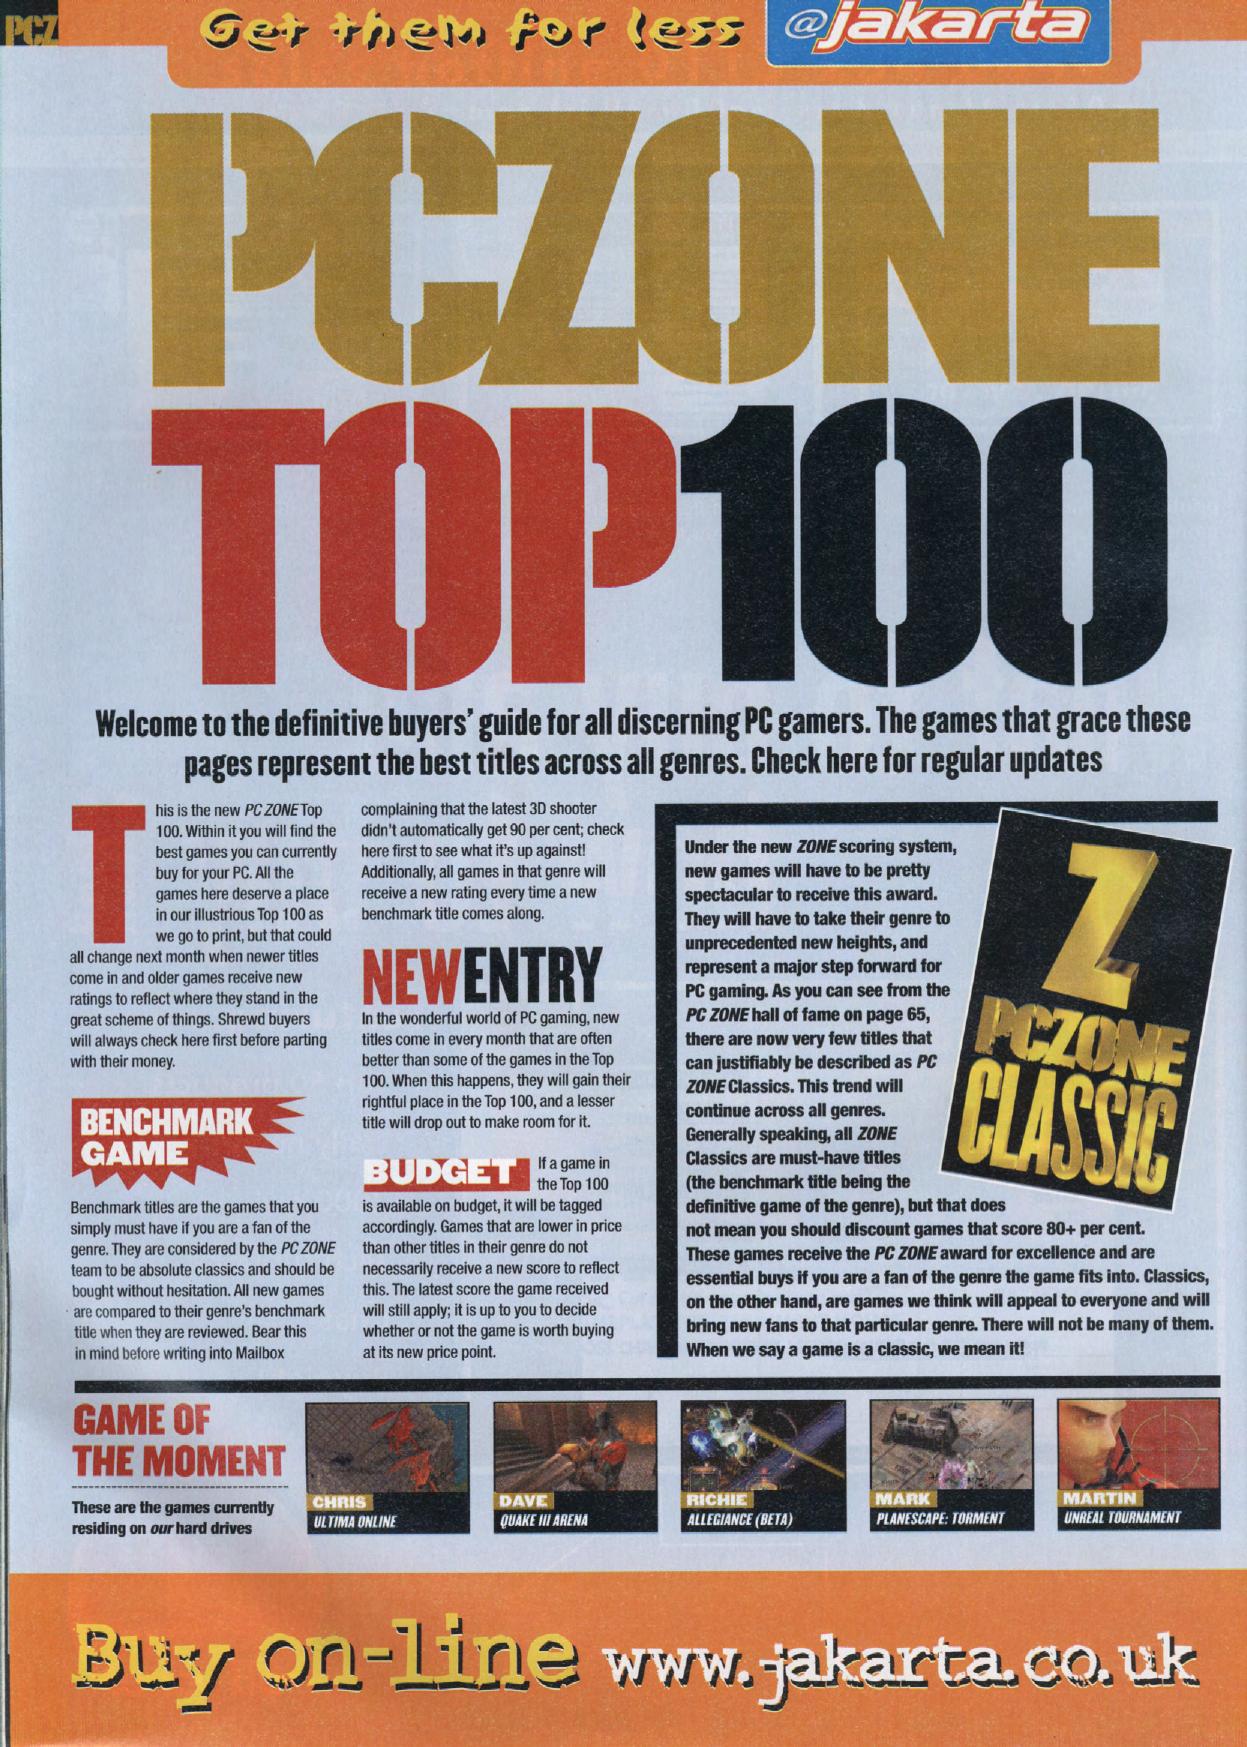 PCZ
Get them for less
@jakarta
PCZONE
TOP100
Welcome to the definitive buyers' guide for all discerning PC gamers. The games that grace these
pages represent the best titles across all genres. Check here for regular updates
This is the new PC ZONE Top
100. Within it you will find the
best games you can currently
buy for your PC. All the
games here deserve a place
in our illustrious Top 100 as
we go to print, but that could
all change next month when newer titles
come in and older games receive new
ratings to reflect where they stand in the
great scheme of things. Shrewd buyers
will always check here first before parting
with their money.
BENCHMARK
GAME
Benchmark titles are the games that you
simply must have if you are a fan of the
genre. They are considered by the PC ZONE
team to be absolute classics and should be
bought without hesitation. All new games
are compared to their genre's benchmark
title when they are reviewed. Bear this
in mind before writing into Mailbox
complaining that the latest 3D shooter
didn't automatically get 90 per cent; check
here first to see what it's up against!
Additionally, all games in that genre will
receive a new rating every time a new
benchmark title comes along.
NEWENTRY
In the wonderful world of PC gaming, new
titles come in every month that are often
better than some of the games in the Top
100. When this happens, they will gain their
rightful place in the Top 100, and a lesser
title will drop out to make room for it.
BUDGET
If a game in
the Top 100
is available on budget, it will be tagged
accordingly. Games that are lower in price
than other titles in their genre do not
necessarily receive a new score to reflect
this. The latest score the game received
will still apply; it is up to you to decide
whether or not the game is worth buying
at its new price point.
Under the new ZONE scoring system,
new games will have to be pretty
spectacular to receive this award.
They will have to take their genre to
unprecedented new heights, and
represent a major step forward for
PC gaming. As you can see from the
PC ZONE hall of fame on page 65,
there are now very few titles that
can justifiably be described as PC
ZONE Classics. This trend will
continue across all genres.
Generally speaking, all ZONE
Classics are must-have titles
(the benchmark title being the
definitive game of the genre), but that does
not mean you should discount games that score 80+ per cent.
These games receive the PC ZONE award for excellence and are
essential buys if you are a fan of the genre the game fits into. Classics,
on the other hand, are games we think will appeal to everyone and will
bring new fans to that particular genre. There will not be many of them.
When we say a game is a classic, we mean it!
Z
PCZONE
CLASSIC
GAME OF
THE MOMENT
These are the games currently
residing on our hard drives
CHRIS
ULTIMA ONLINE
DAVE
QUAKE III ARENA
RICHIE
ALLEGIANCE (BETA)
MARK
PLANESCAPE: TORMENT
MARTIN
UNREAL TOURNAMENT
Buy on-line www.jakarta.co.uk